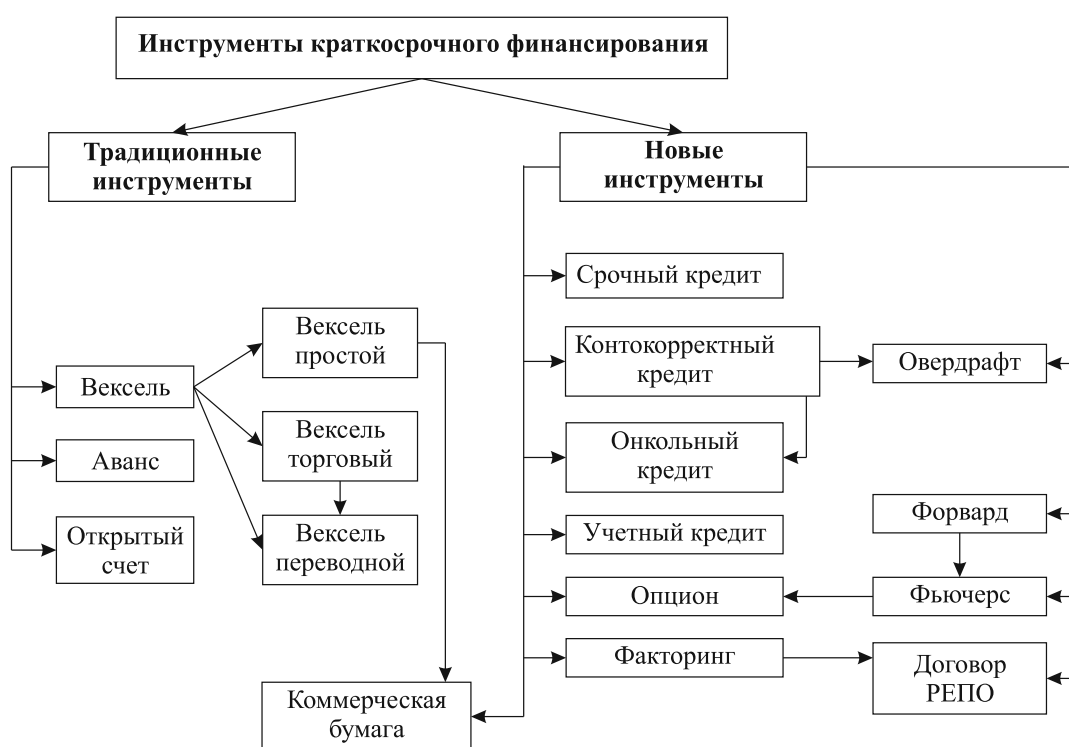 Инструменты краткосрочного финансирования
Традиционные
инструменты
Новые
инструменты
Срочный кредит
Вексель
простой
Контокорректный
кредит
Овердрафт
Вексель
Вексель
торговый
Онкольный
кредит
Аванс
Форвард
Открытый
счет
Вексель
переводной
Учетный кредит
Опцион
Фьючерс
Факторинг
Договор
РЕПО
Коммерческая
бумага